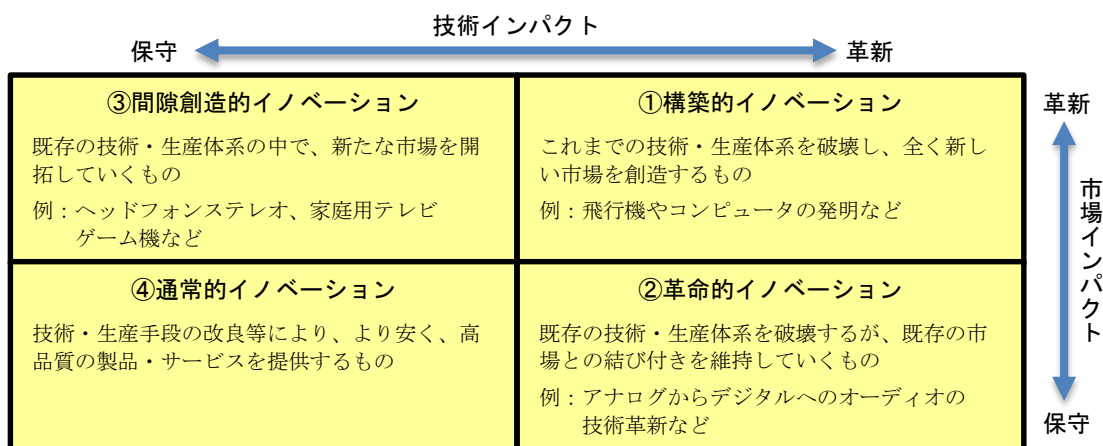 技術インパクト
保守
革新
③間隙創造的イノベーション
既存の技術・生産体系の中で、新たな市場を開
拓していくもの
例：ヘッドフォンステレオ、家庭用テレビ
ゲーム機など
①構築的イノベーション
これまでの技術・生産体系を破壊し、全く新し
い市場を創造するもの
例：飛行機やコンピュータの発明など
④通常的イノベーション
技術・生産手段の改良等により、より安く、高
品質の製品・サービスを提供するもの
②革命的イノベーション
既存の技術・生産体系を破壊するが、既存の市
場との結び付きを維持していくもの
例：アナログからデジタルへのオーディオの
技術革新など
革新
市場インパクト
保守